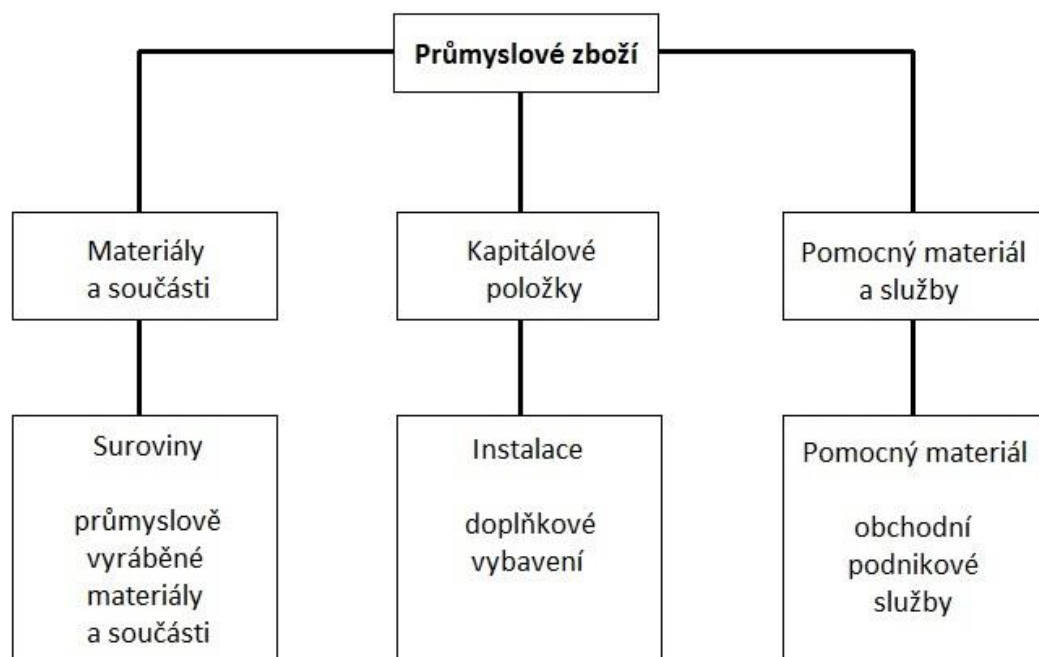 Průmyslové zboží
Materiály
a součásti
Kapitálové
položky
Pomocný materiál
a služby
Suroviny
průmyslově
vyráběné
materiály
a součásti
Instalace
doplňkové
vybavení
Pomocný materiál
obchodní
podnikové
služby